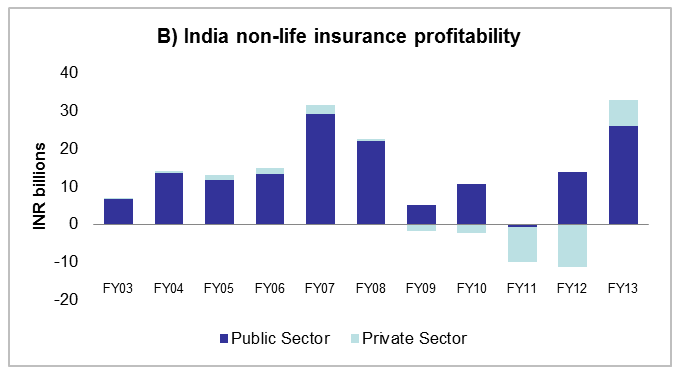 B) India non-life insurance profitability
INR billions
40
30
20
10
0
-10
-20
FY03 FY04 FY05 FY06 FY07 FY08 FY09 FY10 FY11 FY12 FY13
Public Sector Private Sector